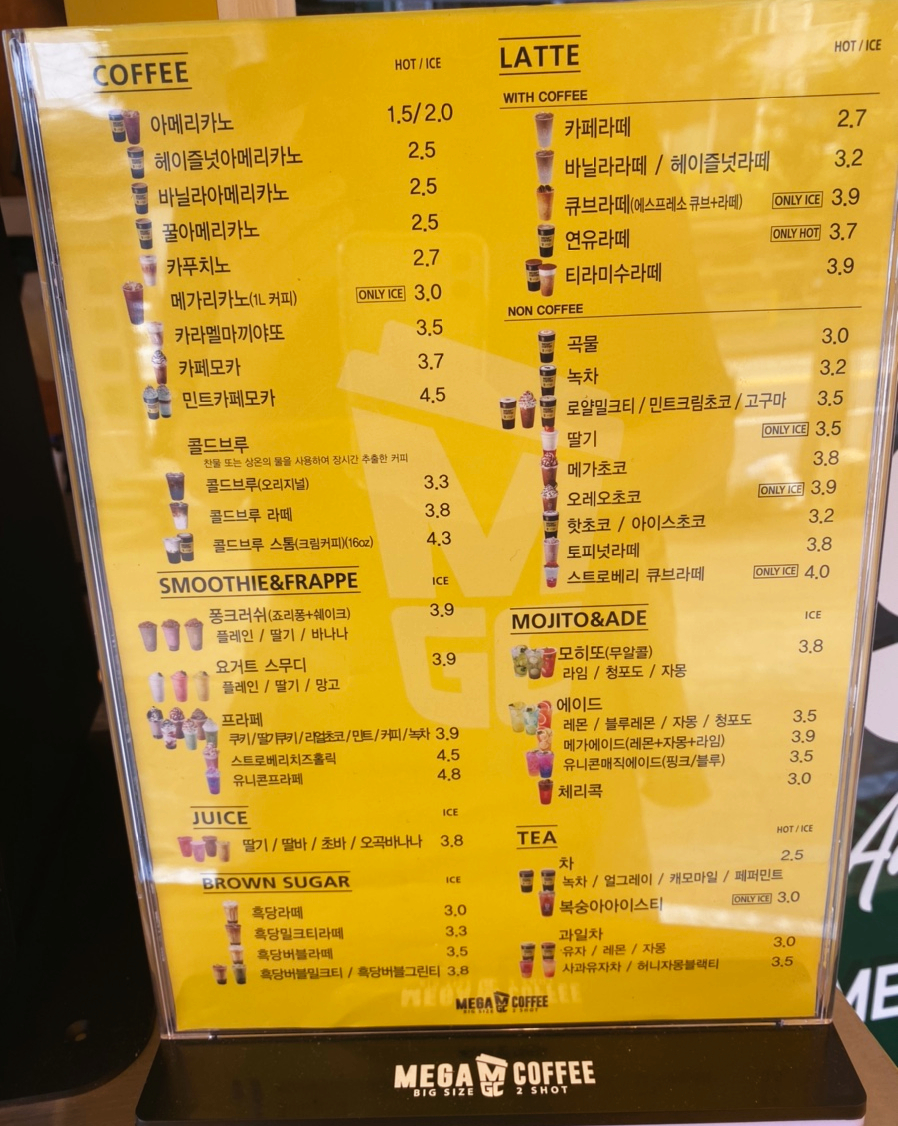 COFFEE HOT / ICE
아메리카노 1.5/2.0
헤이즐넛아메리카노 2.5
바닐라아메리카노 2.5
꿀아메리카노 2.5
카푸치노 2.7
메가리카노(1L 커피) ONLY ICE 3.0
카라멜마끼야또 3.5
카페모카 3.7
민트카페모카 4.5
콜드브루
찬물 또는 상온의 물을 사용하여 장시간 추출한 커피
콜드브루(오리지널) 3.3
콜드브루 라떼 3.8
콜드브루 스톰(크림커피)(16oz) 4.3
SMOOTHIE&FRAPPE ICE
퐁크러쉬(죠리퐁+쉐이크) 3.9
플레인 / 딸기 / 바나나
요거트 스무디 3.9
플레인 / 딸기 / 망고
프라페
쿠키/딸기쿠키/리얼초코/민트/커피/녹차 3.9
스트로베리치즈홀릭 4.5
유니콘프라페 4.8
JUICE ICE
딸기 / 딸바 / 초바 / 오곡바나나 3.8
BROWN SUGAR ICE
흑당라떼 3.0
흑당밀크티라떼 3.3
흑당버블라떼 3.5
흑당버블밀크티 / 흑당버블그린티 3.8
LATTE HOT / ICE
WITH COFFEE
카페라떼 2.7
바닐라라떼 / 헤이즐넛라떼 3.2
큐브라떼(에스프레소 큐브+라떼) ONLY ICE 3.9
연유라떼 ONLY HOT 3.7
티라미수라떼 3.9
NON COFFEE
곡물 3.0
녹차 3.2
로얄밀크티 / 민트크림초코 / 고구마 3.5
딸기 ONLY ICE 3.5
메가초코 3.8
오레오초코 ONLY ICE 3.9
핫초코 / 아이스초코 3.2
토피넛라떼 3.8
스트로베리 큐브라떼 ONLY ICE 4.0
MOJITO&ADE ICE
모히또(무알콜) 3.8
라임 / 청포도 / 자몽
에이드
레몬 / 블루레몬 / 자몽 / 청포도 3.5
메가에이드(레몬+자몽+라임) 3.9
유니콘매직에이드(핑크/블루) 3.5
체리콕 3.0
TEA HOT / ICE
차 2.5
녹차 / 얼그레이 / 캐모마일 / 페퍼민트
복숭아아이스티 ONLY ICE 3.0
과일차
유자 / 레몬 / 자몽 3.0
사과유자차 / 허니자몽블랙티 3.5
MEGA MGC COFFEE
BIG SIZE 2 SHOT
MEGA MGC COFFEE
BIG SIZE 2 SHOT